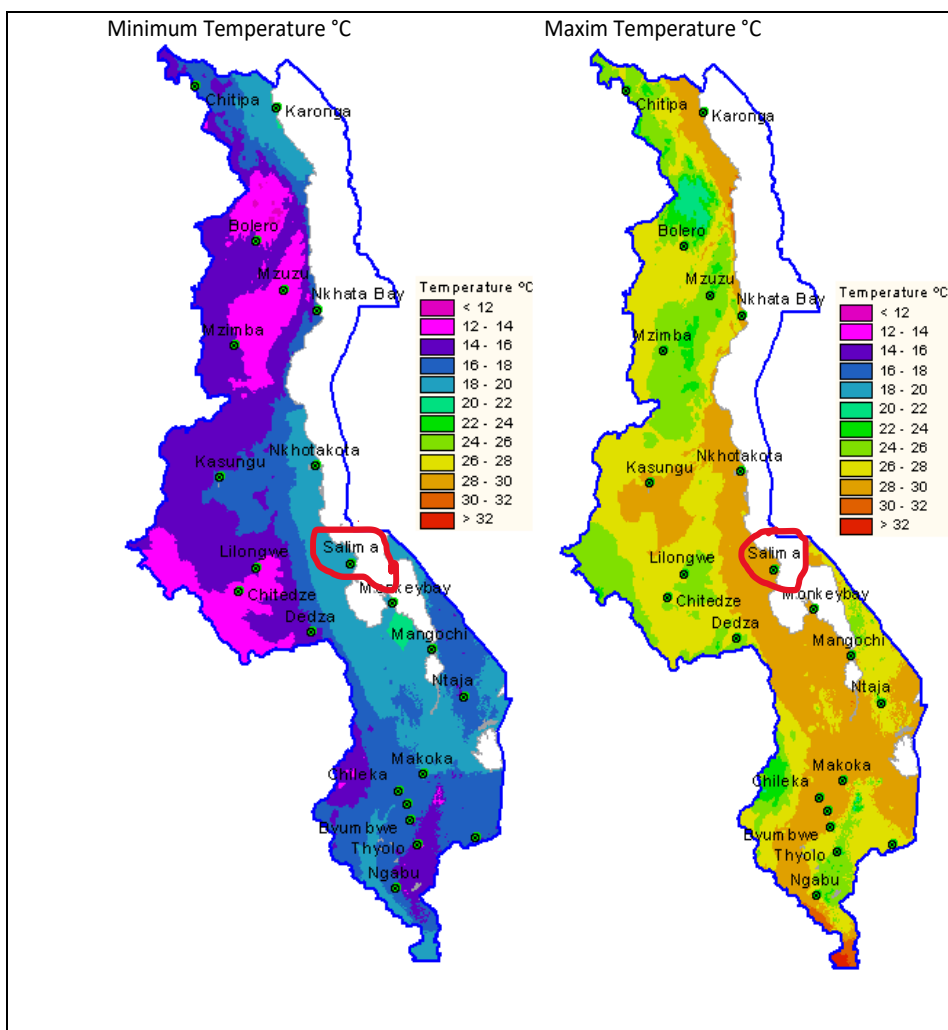 Minimum Temperature °C
Maxim Temperature °C
Chitipa
Karonga
Bolero
Mzuzu
Nkhata Bay
Mzimba
Temperature ºC
< 12
12 - 14
14 - 16
16 - 18
18 - 20
20 - 22
22 - 24
24 - 26
26 - 28
28 - 30
30 - 32
> 32
Nkhotakota
Kasungu
Salima
Lilongwe
Monkeybay
Chitedze
Dedza
Mangochi
Ntaja
Makoka
Chileka
Bvumbwe
Thyolo
Ngabu
Chitipa
Karonga
Bolero
Mzuzu
Nkhata Bay
Mzimba
Temperature ºC
< 12
12 - 14
14 - 16
16 - 18
18 - 20
20 - 22
22 - 24
24 - 26
26 - 28
28 - 30
30 - 32
> 32
Nkhotakota
Kasungu
Salima
Lilongwe
Monkeybay
Chitedze
Dedza
Mangochi
Ntaja
Makoka
Chileka
Bvumbwe
Thyolo
Ngabu